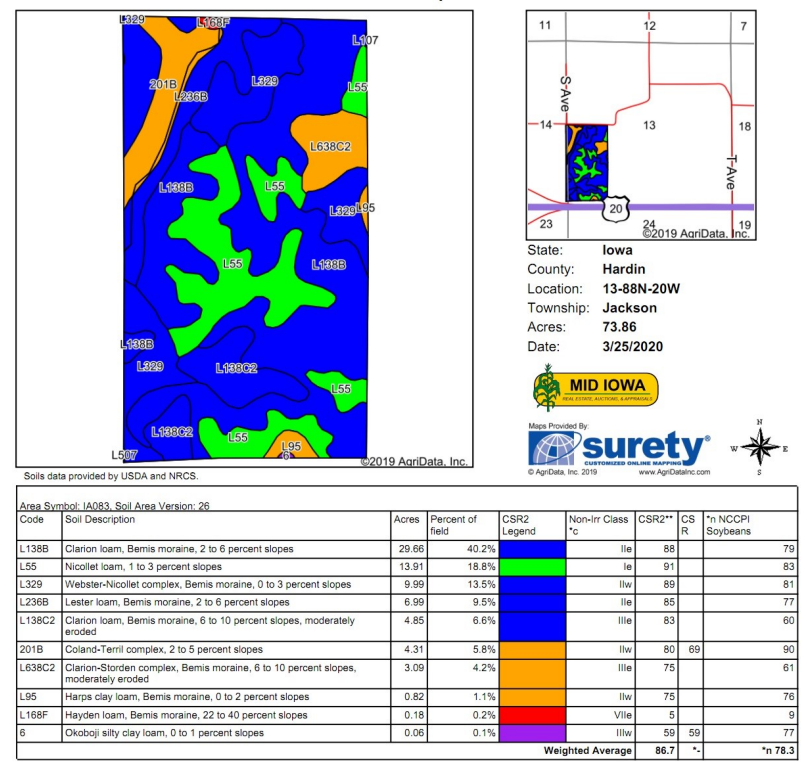 L329
L168F
L107
201B
L236B
L329
L55
L638C2
L138B
L55
L329
L95
L55
L138B
L138B
L329
L138C2
L55
L138C2
L55
L95
6
L507
©2019 AgriData, Inc.
Soils data provided by USDA and NRCS.
11
12
7
S Ave
14
13
18
T Ave
20
23
24
19
©2019 AgriData, Inc.
State: Iowa
County: Hardin
Location: 13-88N-20W
Township: Jackson
Acres: 73.86
Date: 3/25/2020
MID IOWA
REAL ESTATE, AUCTIONS, & APPRAISALS
Maps Provided By:
surety®
CUSTOMIZED ONLINE MAPPING
© AgriData, Inc. 2019 www.AgriDataInc.com
N
W E
S
Area Symbol: IA083, Soil Area Version: 26
Code Soil Description Acres Percent of field CSR2 Legend Non-Irr Class *c CSR2** CSR *n NCCPI Soybeans
L138B Clarion loam, Bemis moraine, 2 to 6 percent slopes 29.66 40.2% IIe 88 79
L55 Nicollet loam, 1 to 3 percent slopes 13.91 18.8% Ie 91 83
L329 Webster-Nicollet complex, Bemis moraine, 0 to 3 percent slopes 9.99 13.5% IIw 89 81
L236B Lester loam, Bemis moraine, 2 to 6 percent slopes 6.99 9.5% IIe 85 77
L138C2 Clarion loam, Bemis moraine, 6 to 10 percent slopes, moderately eroded 4.85 6.6% IIIe 83 60
201B Coland-Terril complex, 2 to 5 percent slopes 4.31 5.8% IIw 80 69 90
L638C2 Clarion-Storden complex, Bemis moraine, 6 to 10 percent slopes, moderately eroded 3.09 4.2% IIIe 75 61
L95 Harps clay loam, Bemis moraine, 0 to 2 percent slopes 0.82 1.1% IIw 75 76
L168F Hayden loam, Bemis moraine, 22 to 40 percent slopes 0.18 0.2% VIIe 5 9
6 Okoboji silty clay loam, 0 to 1 percent slopes 0.06 0.1% IIIw 59 59 77
Weighted Average 86.7 *- *n 78.3